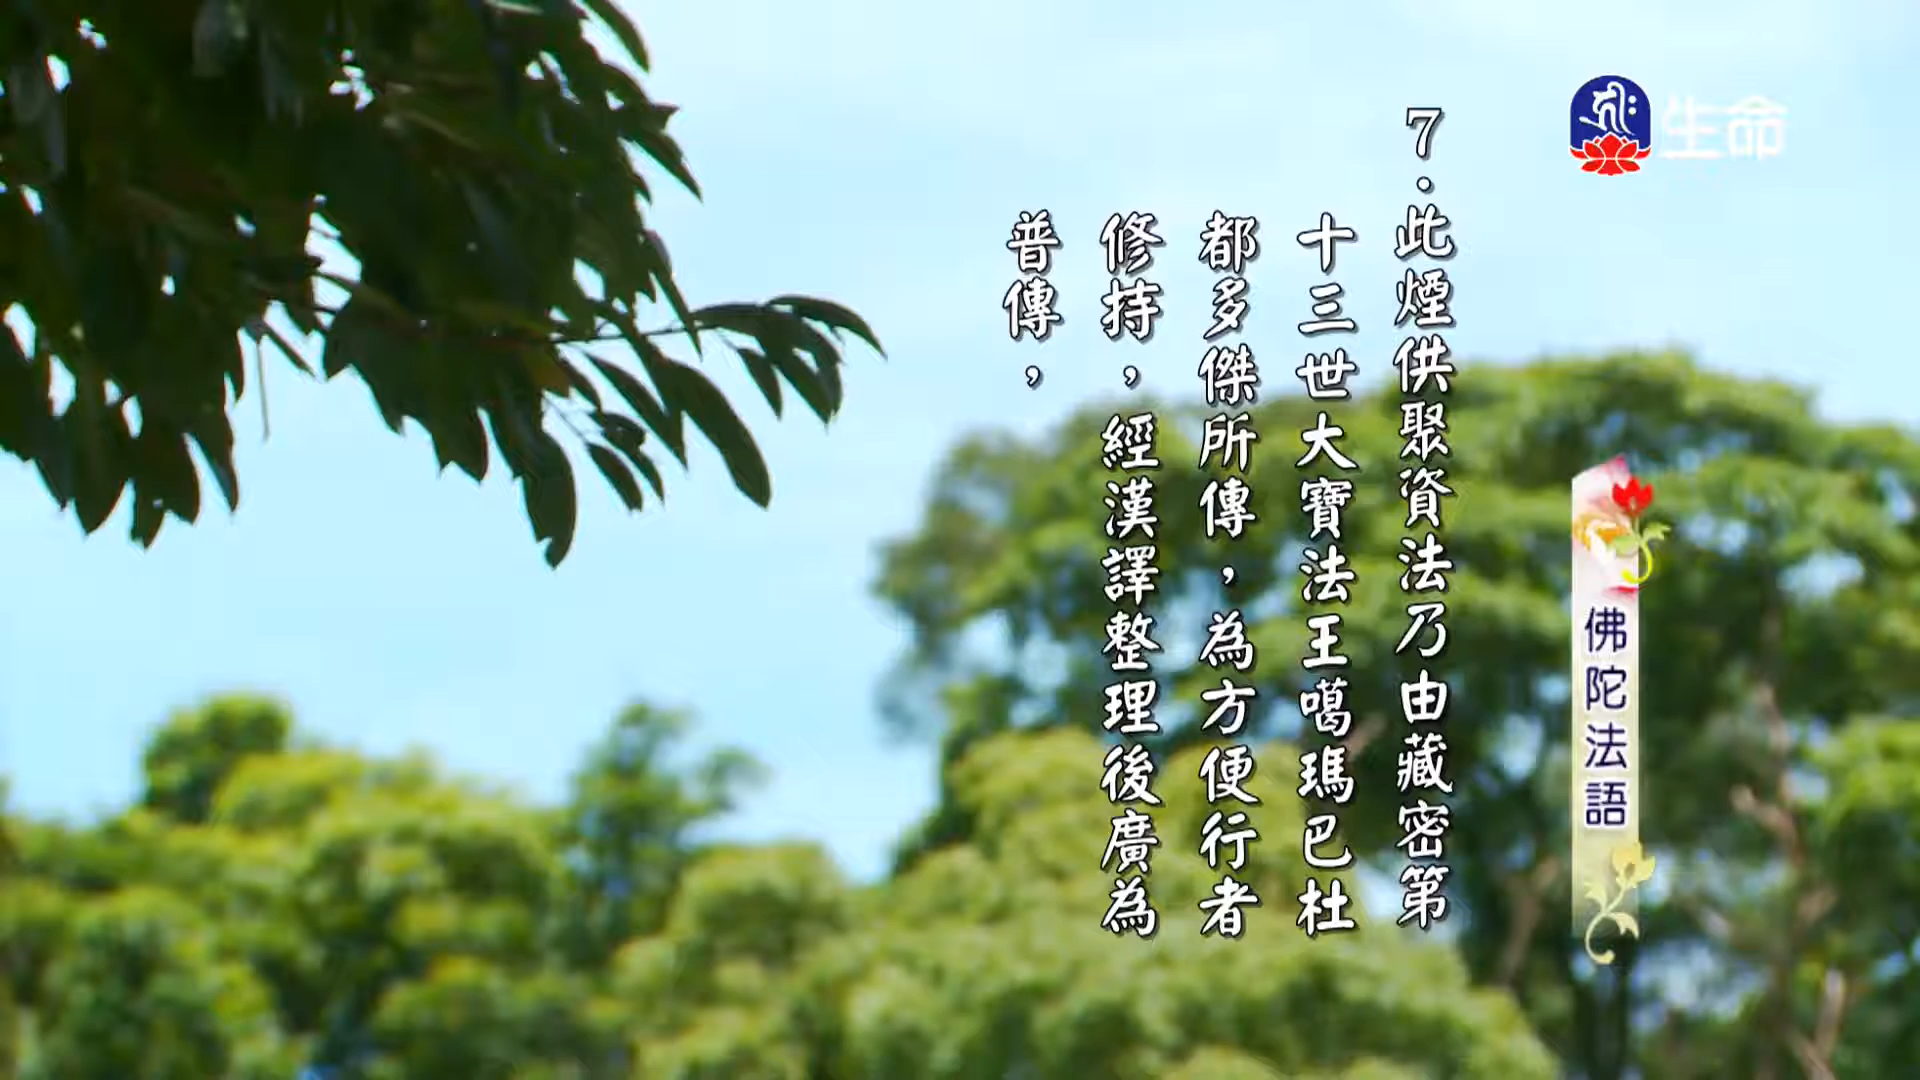 7.此煙供聚資法乃由藏密第
十三世大寶法王噶瑪巴杜
都多傑所傳，為方便行者
修持，經漢譯整理後廣為
普傳，
生命
佛陀法語